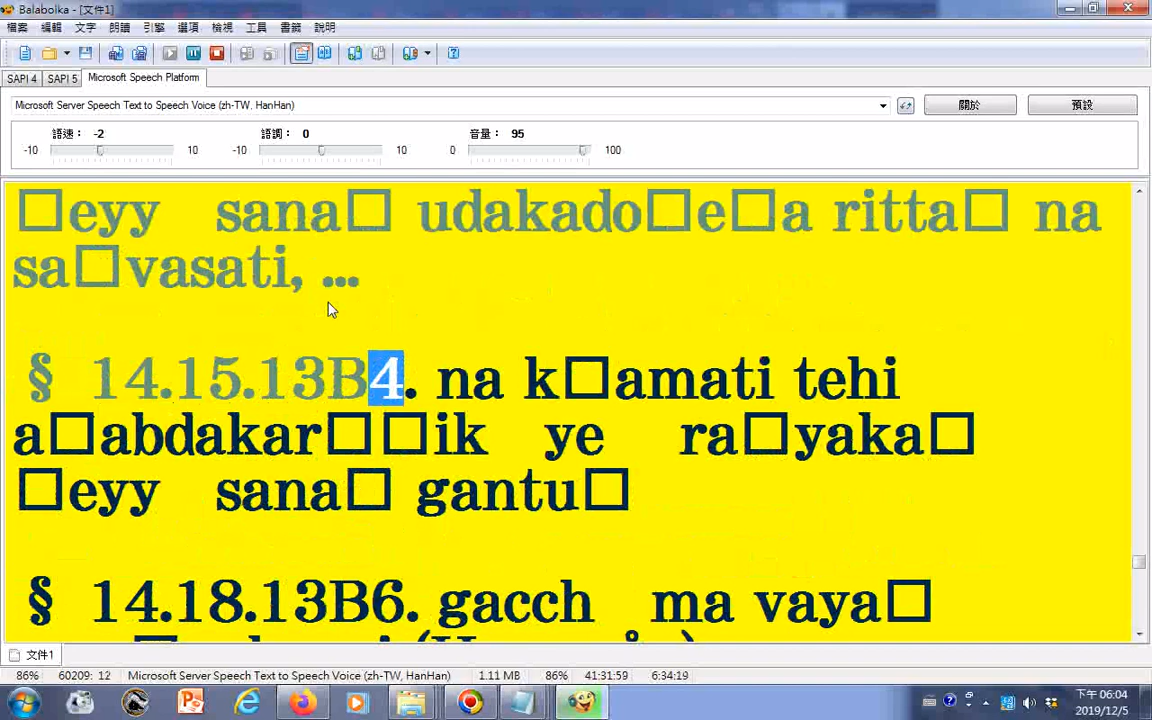 Balabolka - [文件1]
檔案 編輯 文字 朗讀 引擎 選項 檢視 工具 書籤 說明
SAPI 4 SAPI 5 Microsoft Speech Platform
Microsoft Server Speech Text to Speech Voice (zh-TW, HanHan)
關於 預設
語速： -2 語調： 0 音量： 95
-10 10 -10 10 0 100
□eyy sana□ udakado□e□a ritta□ na
sa□vasati, ...
§ 14.15.13B4. na k□amati tehi
a□abdakar□□ik ye ra□yaka□
□eyy sana□ gantu□
§ 14.18.13B6. gacch ma vaya□
文件1
86% 60209: 12 Microsoft Server Speech Text to Speech Voice (zh-TW, HanHan) 1.11 MB 86% 41:31:59 6:34:19
下午 06:04
2019/12/5